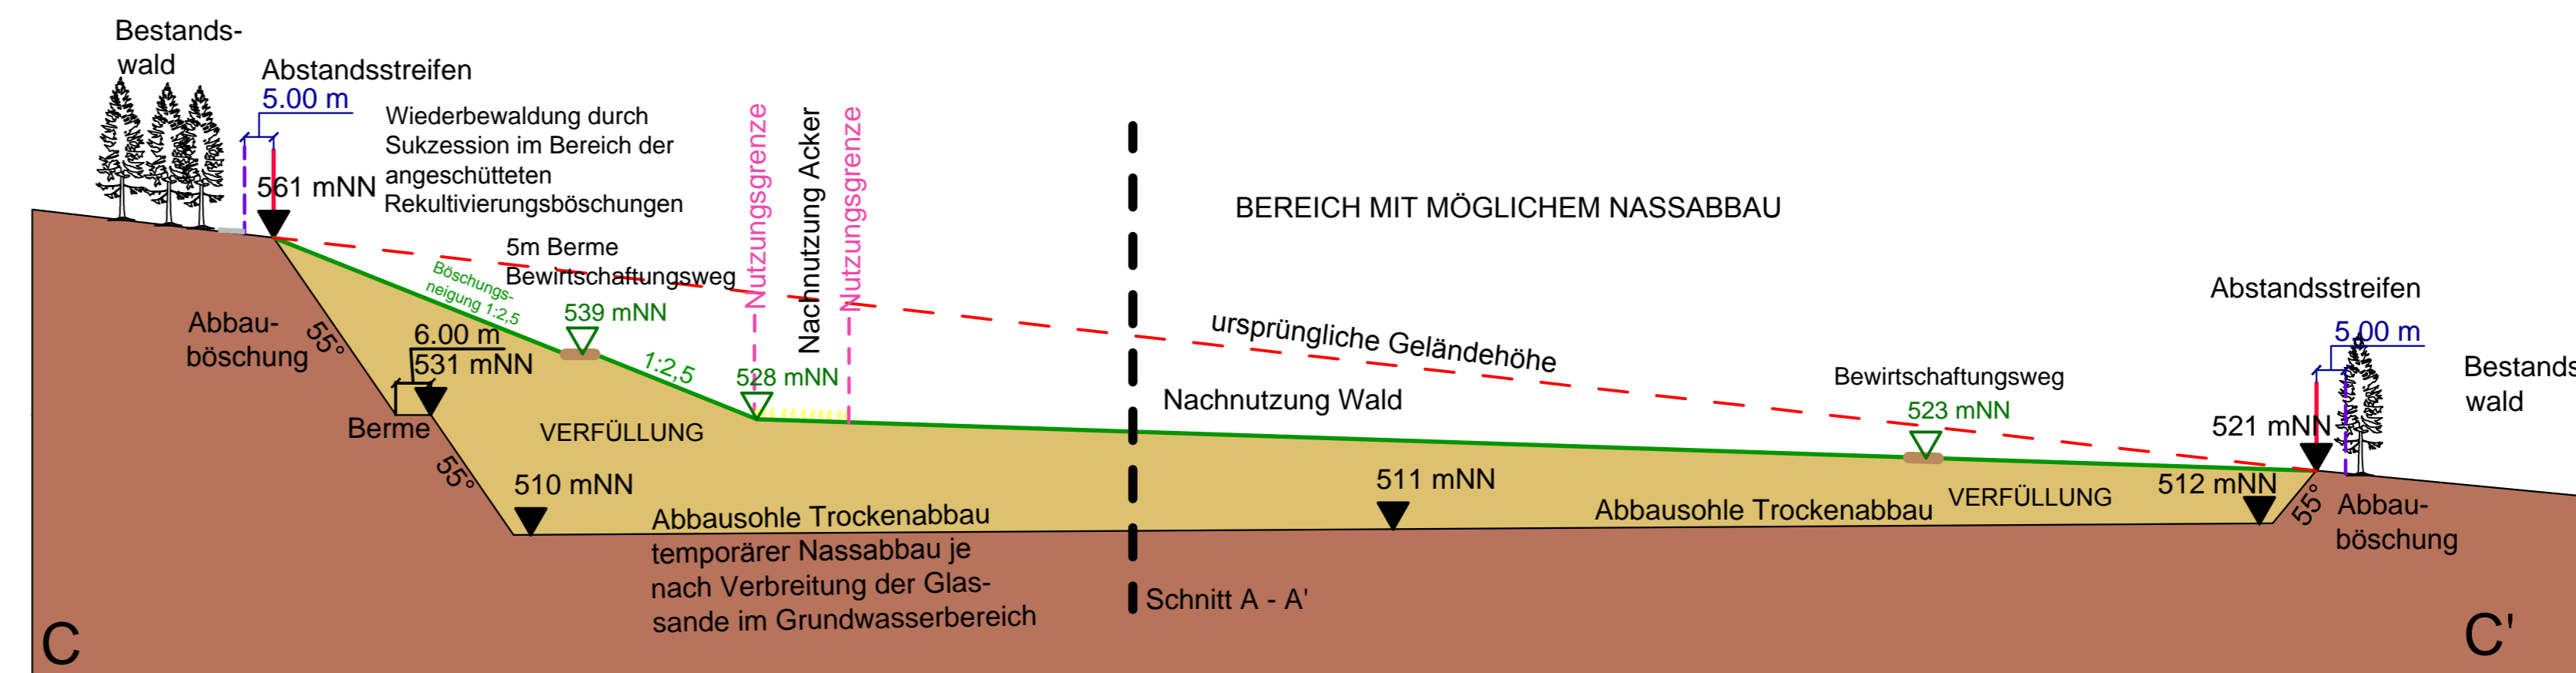 Bestands-
wald
Abstandsstreifen
5.00 m
Wiederbewaldung durch
Sukzession im Bereich der
angeschütteten
Rekultivierungsböschungen
561 mNN
5m Berme
Bewirtschaftungsweg
Böschungs-
neigung 1:2,5
539 mNN
1:2,5
Abbau-
böschung
55°
6.00 m
531 mNN
Berme
55°
VERFÜLLUNG
510 mNN
528 mNN
Nutzungsgrenze
Nachnutzung Acker
Nutzungsgrenze
Abbausohle Trockenabbau
temporärer Nassabbau je
nach Verbreitung der Glas-
sande im Grundwasserbereich
BEREICH MIT MÖGLICHEM NASSABBAU
ursprüngliche Geländehöhe
Nachnutzung Wald
511 mNN
Abbausohle Trockenabbau
Schnitt A - A'
Bewirtschaftungsweg
523 mNN
VERFÜLLUNG
Abstandsstreifen
5.00 m
521 mNN
512 mNN
55°
Abbau-
böschung
Bestands
wald
C
C'